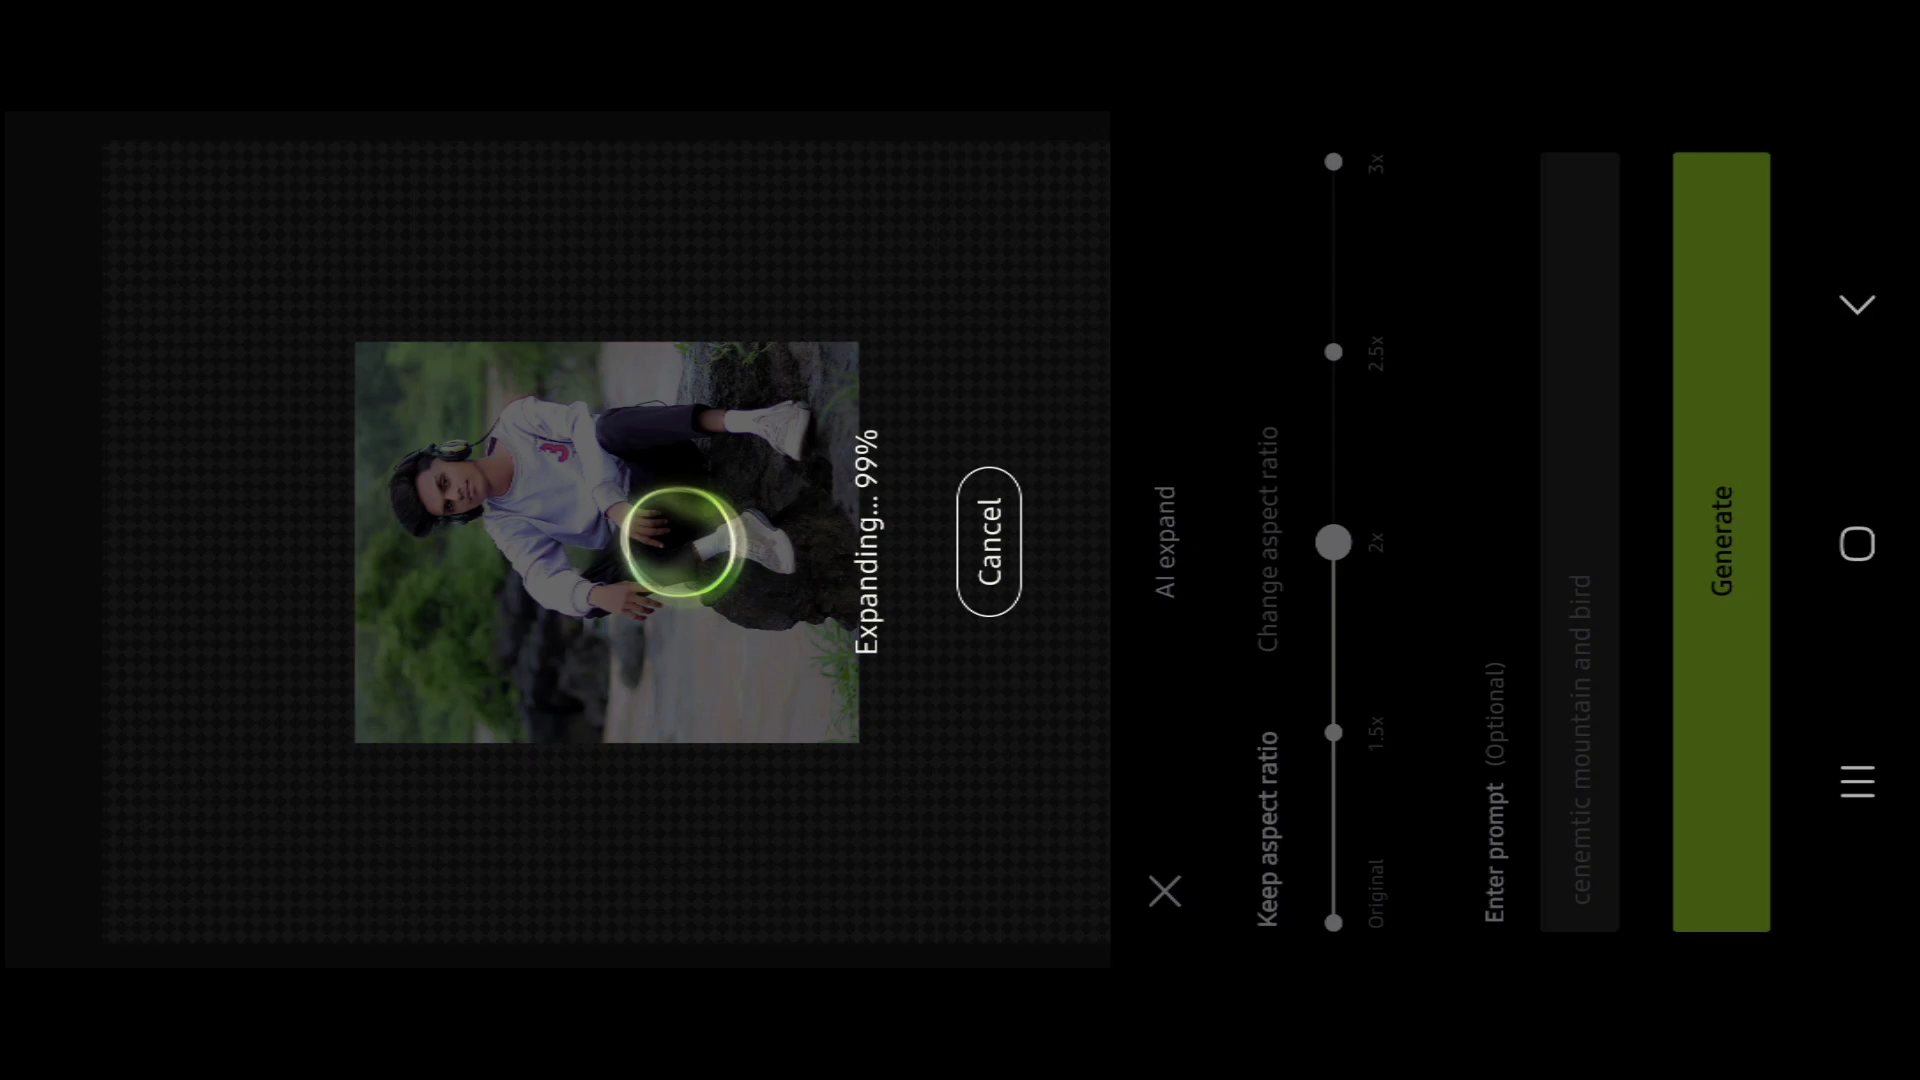 Expanding... 99%
Cancel
AI expand
Keep aspect ratio
Change aspect ratio
Original
1.5x
2x
2.5x
3x
Enter prompt (Optional)
cenemtic mountain and bird
Generate